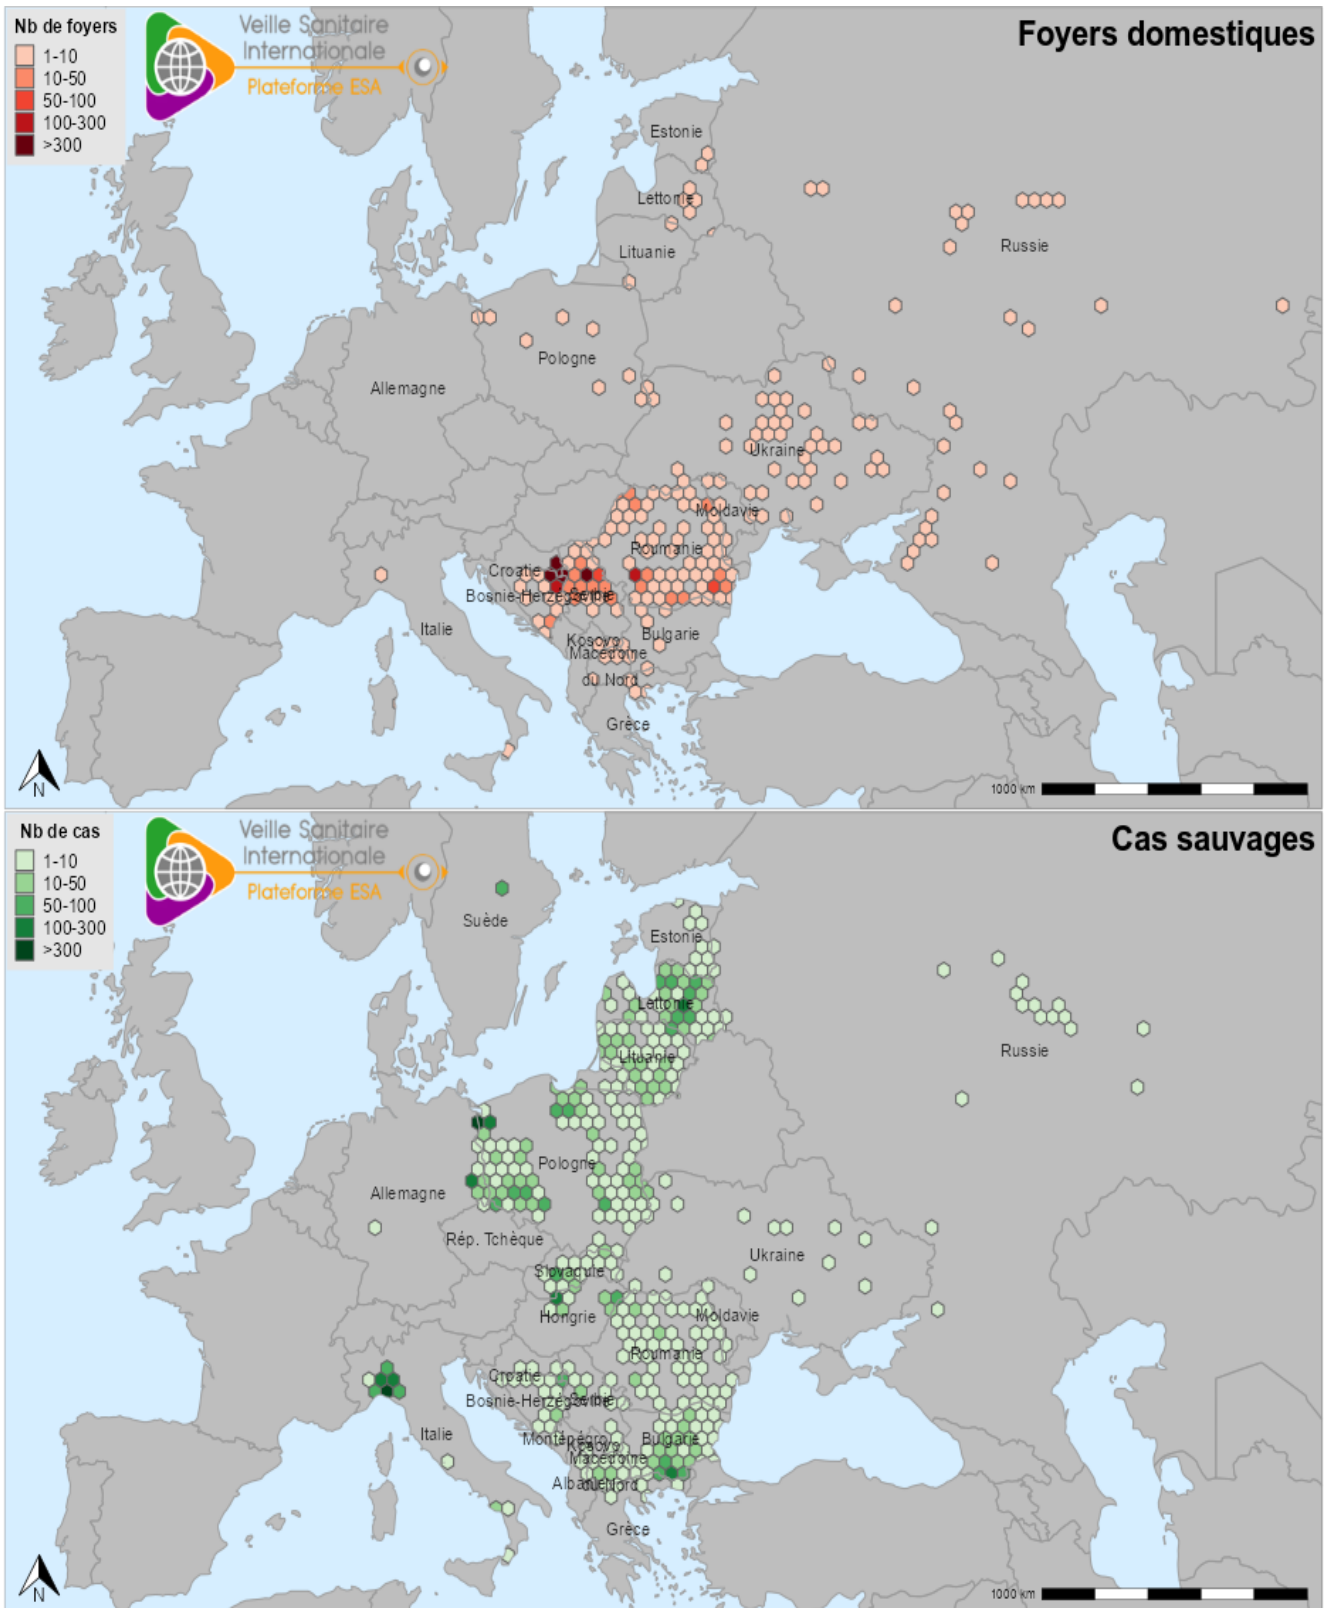 Nb de foyers
1-10
10-50
50-100
100-300
>300
Veille Sanitaire
Internationale
Plateforme ESA
Foyers domestiques
Estonie
Lettonie
Lituanie
Russie
Pologne
Allemagne
Ukraine
Moldavie
Roumanie
Croatie
Bosnie-Herzégovine
Serbie
Italie
Kosovo
Bulgarie
Macédoine
du Nord
Grèce
N
1000 km
Nb de cas
1-10
10-50
50-100
100-300
>300
Veille Sanitaire
Internationale
Plateforme ESA
Cas sauvages
Suède
Estonie
Lettonie
Lituanie
Russie
Pologne
Allemagne
Rép. Tchèque
Ukraine
Slovaquie
Hongrie
Moldavie
Roumanie
Croatie
Bosnie-Herzégovine
Serbie
Italie
Monténégro
Kosovo
Bulgarie
Macédoine
Albanie
du Nord
Grèce
N
1000 km